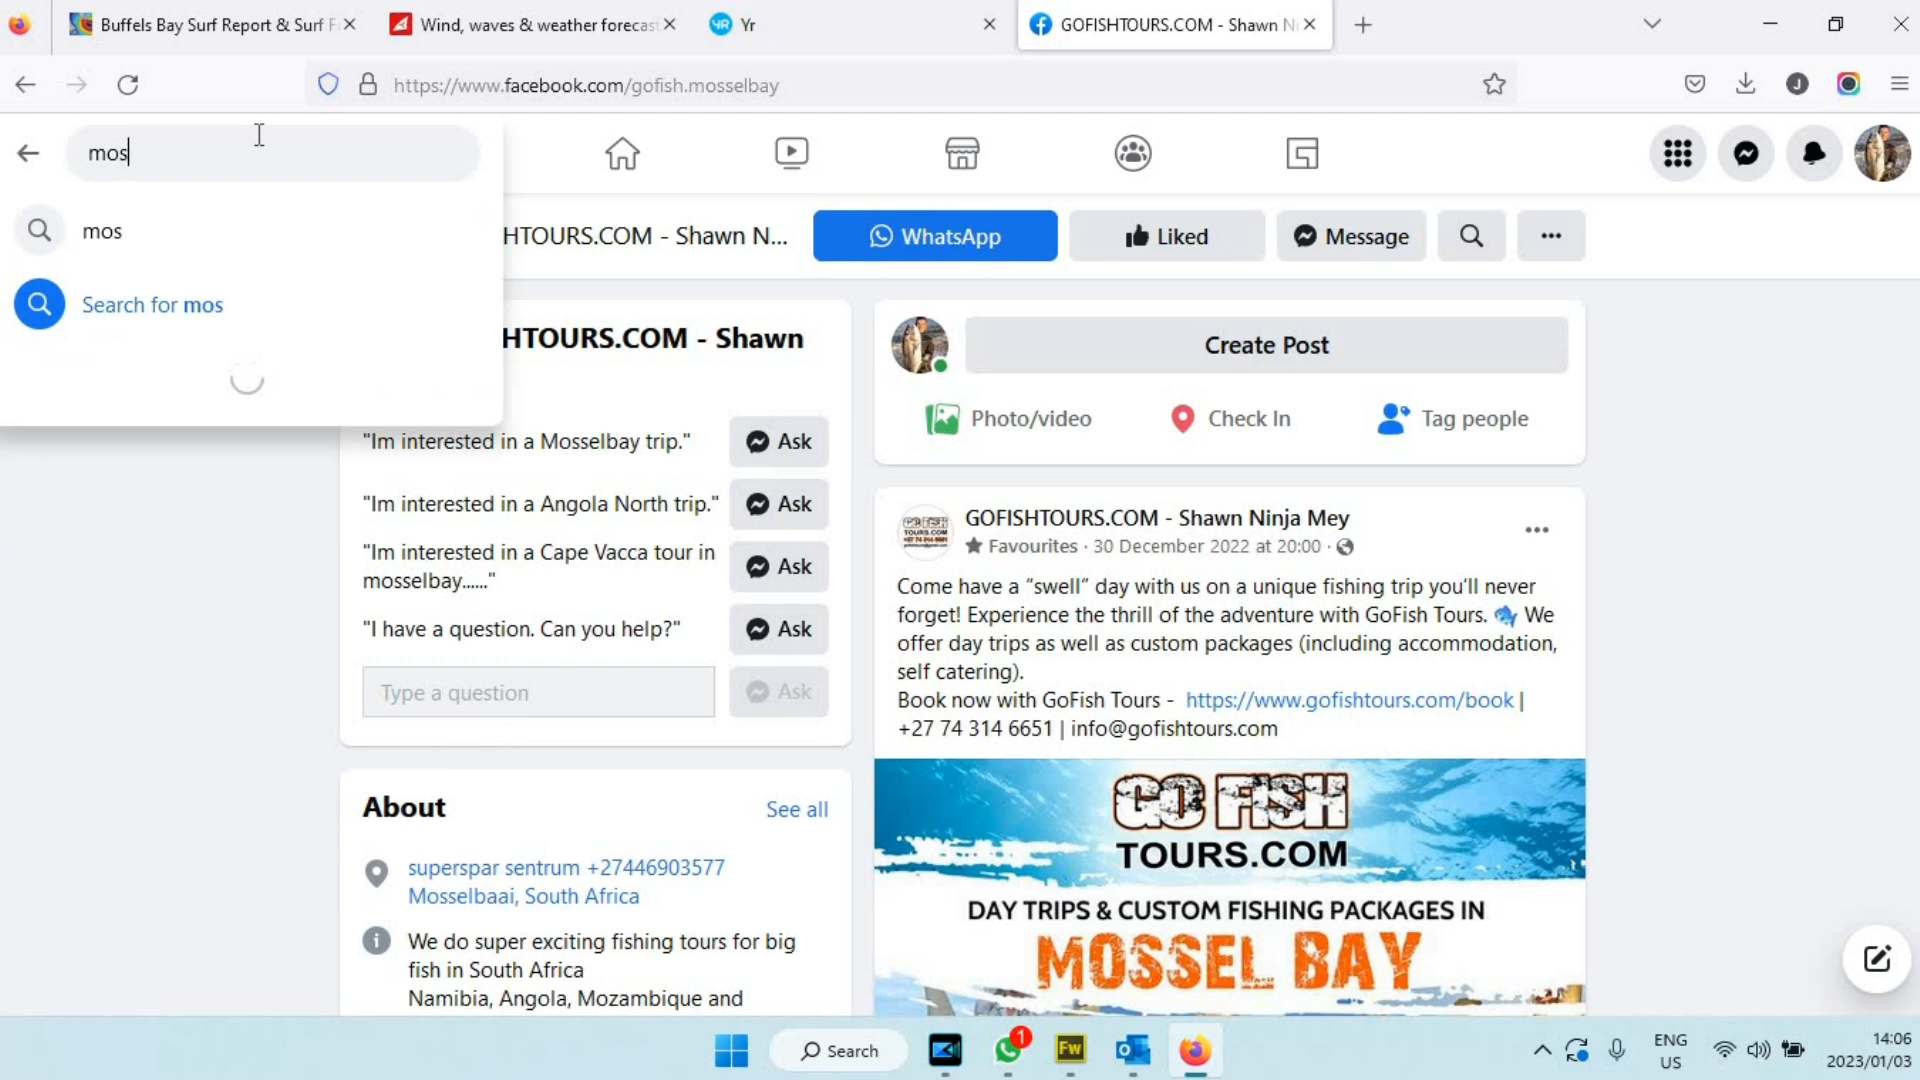 Buffels Bay Surf Report & Surf F
Wind, waves & weather forecas
YR Yr
GOFISHTOURS.COM - Shawn Ni
https://www.facebook.com/gofish.mosselbay
J
mos
mos
Search for mos
HTOURS.COM - Shawn N...
WhatsApp
Liked
Message
HTOURS.COM - Shawn
"Im interested in a Mosselbay trip."
Ask
"Im interested in a Angola North trip."
Ask
"Im interested in a Cape Vacca tour in
mosselbay......"
Ask
"I have a question. Can you help?"
Ask
Type a question
Ask
About
See all
superspar sentrum +27446903577
Mosselbaai, South Africa
We do super exciting fishing tours for big
fish in South Africa
Namibia, Angola, Mozambique and
Create Post
Photo/video
Check In
Tag people
GOFISHTOURS.COM - Shawn Ninja Mey
Favourites · 30 December 2022 at 20:00 ·
Come have a “swell” day with us on a unique fishing trip you’ll never
forget! Experience the thrill of the adventure with GoFish Tours. 🐟 We
offer day trips as well as custom packages (including accommodation,
self catering).
Book now with GoFish Tours - https://www.gofishtours.com/book |
+27 74 314 6651 | info@gofishtours.com
GO FISH
TOURS.COM
DAY TRIPS & CUSTOM FISHING PACKAGES IN
MOSSEL BAY
Search
1
Fw
ENG
US
14:06
2023/01/03